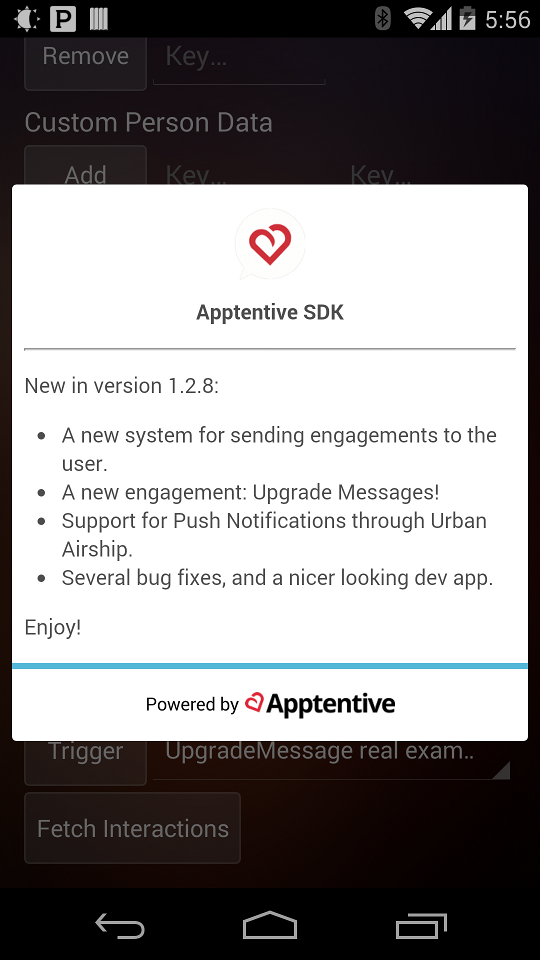 P
5:56
Remove
Key...
Custom Person Data
Add
Key...
Key...
Apptentive SDK
New in version 1.2.8:
• A new system for sending engagements to the
user.
• A new engagement: Upgrade Messages!
• Support for Push Notifications through Urban
Airship.
• Several bug fixes, and a nicer looking dev app.
Enjoy!
Powered by Apptentive
Trigger
UpgradeMessage real exam..
Fetch Interactions